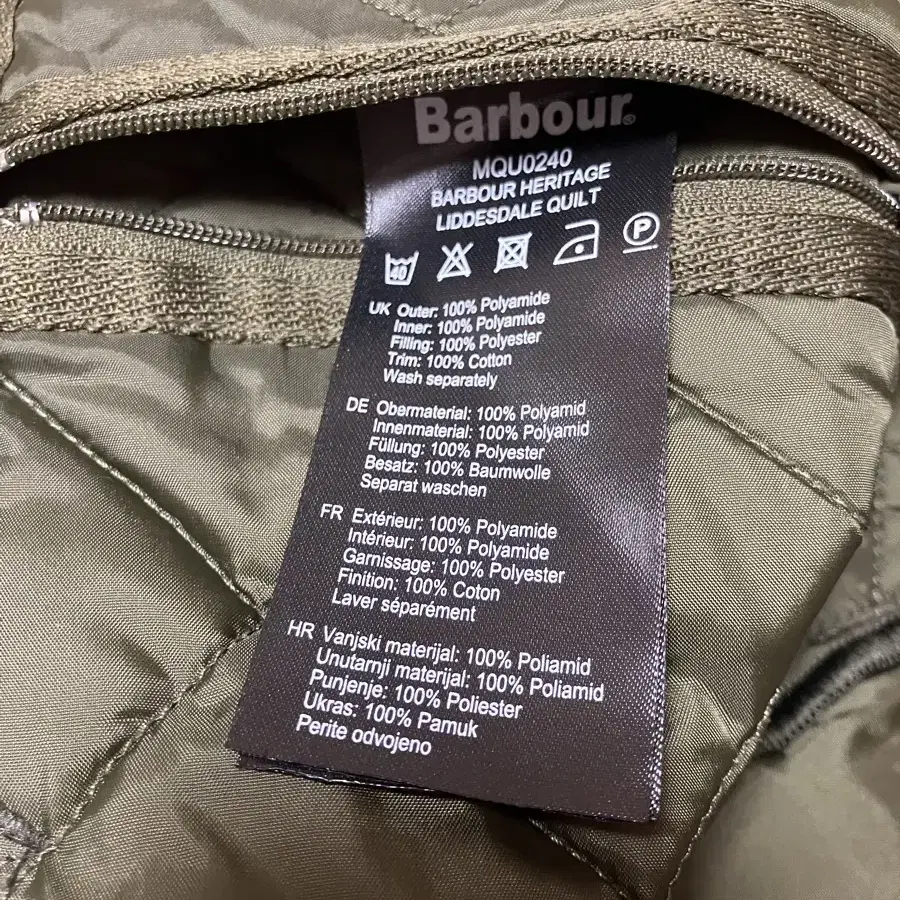 Barbour®
MQU0240
BARBOUR HERITAGE
LIDDESDALE QUILT
40 P
UK Outer: 100% Polyamide
Inner: 100% Polyamide
Filling: 100% Polyester
Trim: 100% Cotton
Wash separately
DE Obermaterial: 100% Polyamid
Innenmaterial: 100% Polyamid
Füllung: 100% Polyester
Besatz: 100% Baumwolle
Separat waschen
FR Extérieur: 100% Polyamide
Intérieur: 100% Polyamide
Garnissage: 100% Polyester
Finition: 100% Coton
Laver séparément
HR Vanjski materijal: 100% Poliamid
Unutarnji materijal: 100% Poliamid
Punjenje: 100% Poliester
Ukras: 100% Pamuk
Perite odvojeno